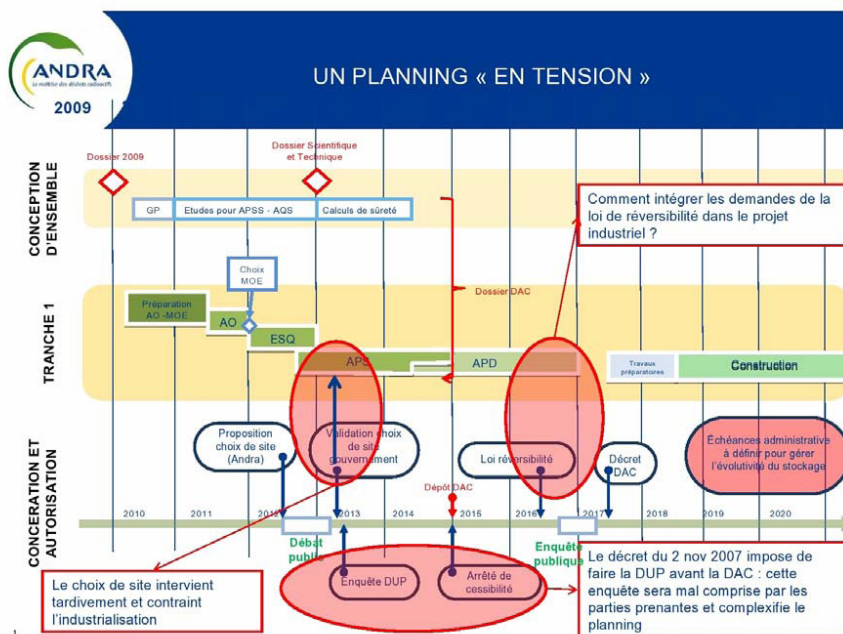 ANDRA
La maîtrise des déchets radioactifs
2009
UN PLANNING « EN TENSION »
CONCEPTION
D'ENSEMBLE
Dossier 2009
Dossier Scientifique
et Technique
GP
Etudes pour APSS - AQS
Calculs de sûreté
Comment intégrer les demandes de la
loi de réversibilité dans le projet
industriel ?
TRANCHE 1
Choix
MOE
Préparation
AO -MOE
AO
ESQ
APS
APD
Dossier DAC
Travaux
préparatoires
Construction
CONCERATION ET
AUTORISATION
Proposition
choix de site
(Andra)
Validation choix
de site
gouvernement
Loi réversibilité
Décret
DAC
Échéances administrative
à définir pour gérer
l'évolutivité du stockage
Dépôt DAC
2010
2011
2012
2013
2014
2015
2016
2017
2018
2019
2020
Débat
public
Enquête
publique
Enquête DUP
Arrêté de
cessibilité
Le choix de site intervient
tardivement et contraint
l'industrialisation
Le décret du 2 nov 2007 impose de
faire la DUP avant la DAC : cette
enquête sera mal comprise par les
parties prenantes et complexifie le
planning